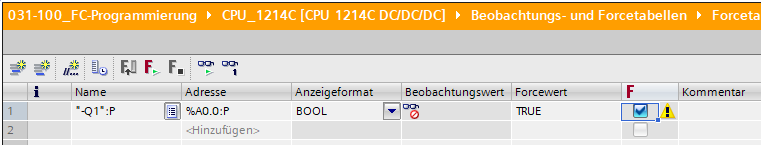 031-100_FC-Programmierung CPU_1214C [CPU 1214C DC/DC/DC] Beobachtungs- und Forcetabellen Forceta
i Name Adresse Anzeigeformat Beobachtungswert Forcewert F Kommentar
1 "-Q1":P %A0.0:P BOOL TRUE
2 <Hinzufügen>